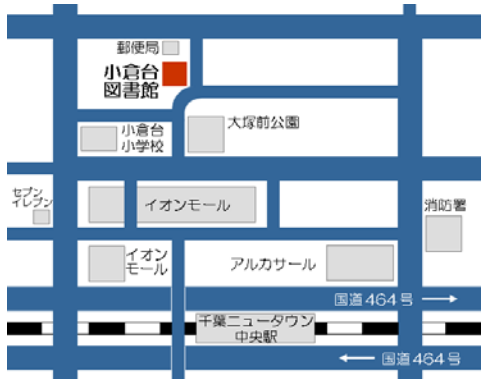 郵便局
小倉台
図書館
小倉台
小学校
大塚前公園
セブン
イレブン
イオンモール
消防署
イオン
モール
アルカサール
国道464号
千葉ニュータウン
中央駅
国道464号